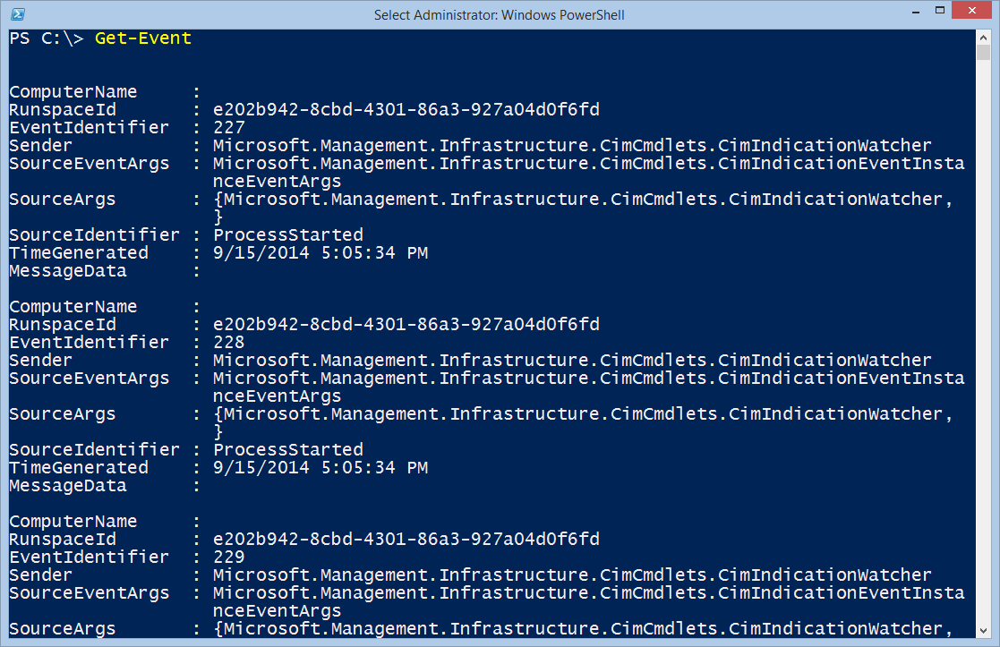 Select Administrator: Windows PowerShell
PS C:\> Get-Event
ComputerName     :
RunspaceId       : e202b942-8cbd-4301-86a3-927a04d0f6fd
EventIdentifier  : 227
Sender           : Microsoft.Management.Infrastructure.CimCmdlets.CimIndicationWatcher
SourceEventArgs  : Microsoft.Management.Infrastructure.CimCmdlets.CimIndicationEventInsta
                   nceEventArgs
SourceArgs       : {Microsoft.Management.Infrastructure.CimCmdlets.CimIndicationWatcher,
                   }
SourceIdentifier : ProcessStarted
TimeGenerated    : 9/15/2014 5:05:34 PM
MessageData      :
ComputerName     :
RunspaceId       : e202b942-8cbd-4301-86a3-927a04d0f6fd
EventIdentifier  : 228
Sender           : Microsoft.Management.Infrastructure.CimCmdlets.CimIndicationWatcher
SourceEventArgs  : Microsoft.Management.Infrastructure.CimCmdlets.CimIndicationEventInsta
                   nceEventArgs
SourceArgs       : {Microsoft.Management.Infrastructure.CimCmdlets.CimIndicationWatcher,
                   }
SourceIdentifier : ProcessStarted
TimeGenerated    : 9/15/2014 5:05:34 PM
MessageData      :
ComputerName     :
RunspaceId       : e202b942-8cbd-4301-86a3-927a04d0f6fd
EventIdentifier  : 229
Sender           : Microsoft.Management.Infrastructure.CimCmdlets.CimIndicationWatcher
SourceEventArgs  : Microsoft.Management.Infrastructure.CimCmdlets.CimIndicationEventInsta
                   nceEventArgs
SourceArgs       : {Microsoft.Management.Infrastructure.CimCmdlets.CimIndicationWatcher,